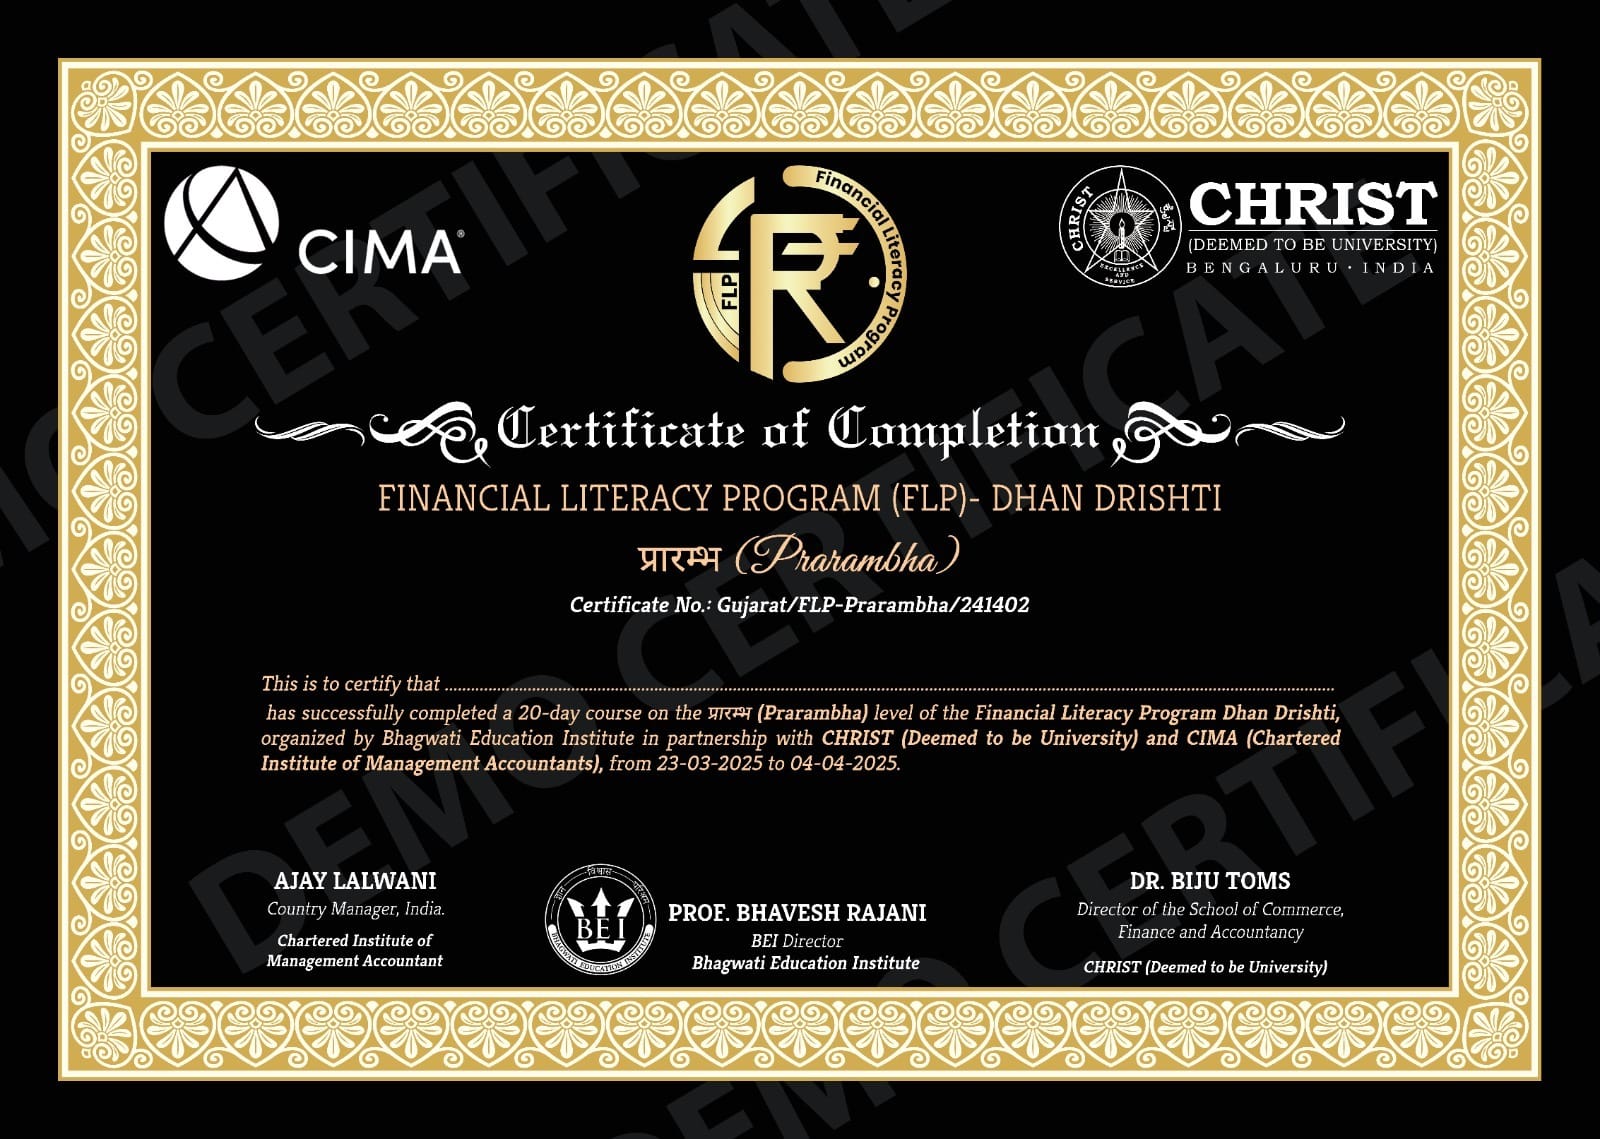 CIMA®
Financial Literacy Program
FLP
CHRIST
EXCELLENCE AND SERVICE
CHRIST
(DEEMED TO BE UNIVERSITY)
BENGALURU · INDIA
Certificate of Completion
FINANCIAL LITERACY PROGRAM (FLP)- DHAN DRISHTI
प्रारम्भ (Prarambha)
Certificate No.: Gujarat/FLP-Prarambha/241402
This is to certify that ........................................................................
has successfully completed a 20-day course on the प्रारम्भ (Prarambha) level of the Financial Literacy Program Dhan Drishti,
organized by Bhagwati Education Institute in partnership with CHRIST (Deemed to be University) and CIMA (Chartered
Institute of Management Accountants), from 23-03-2025 to 04-04-2025.
AJAY LALWANI
Country Manager, India.
Chartered Institute of
Management Accountant
ज्ञान विश्वास परिश्रम
BEI
BHAGWATI EDUCATION INSTITUTE
PROF. BHAVESH RAJANI
BEI Director
Bhagwati Education Institute
DR. BIJU TOMS
Director of the School of Commerce,
Finance and Accountancy
CHRIST (Deemed to be University)
DEMO CERTIFICATE
DEMO CERTIFICATE
DEMO CERTIFICATE